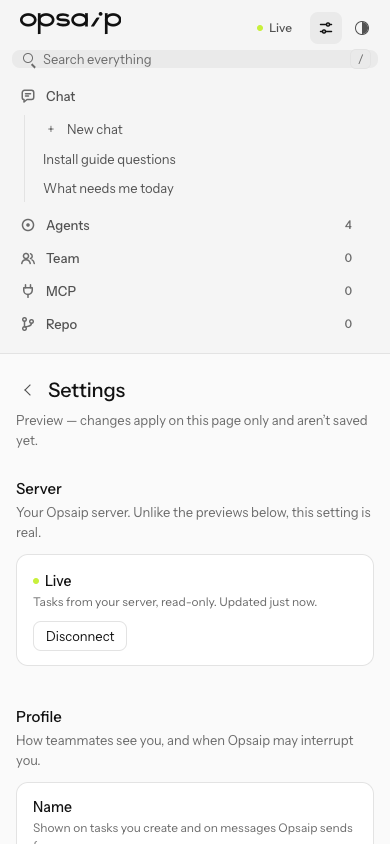 opsaip
Live
Search everything
/
Chat
+ New chat
Install guide questions
What needs me today
Agents 4
Team 0
MCP 0
Repo 0
Settings
Preview — changes apply on this page only and aren't saved
yet.
Server
Your Opsaip server. Unlike the previews below, this setting is
real.
Live
Tasks from your server, read-only. Updated just now.
Disconnect
Profile
How teammates see you, and when Opsaip may interrupt
you.
Name
Shown on tasks you create and on messages Opsaip sends